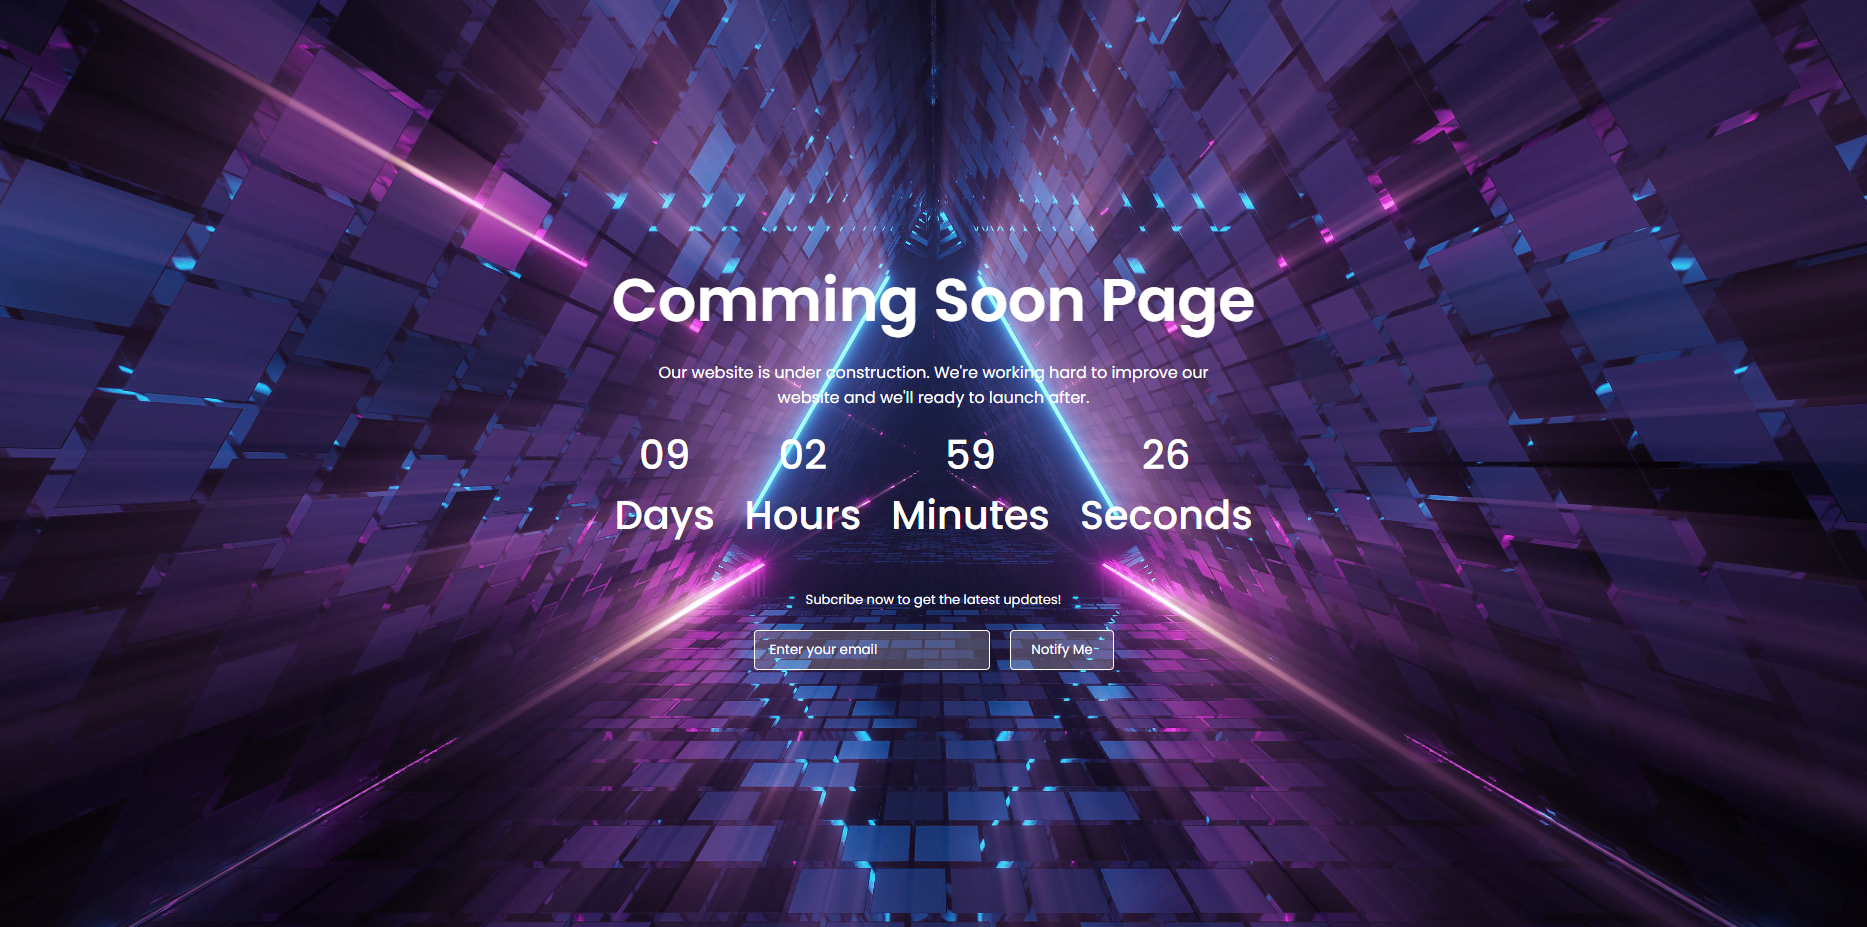 Comming Soon Page
Our website is under construction. We're working hard to improve our
website and we'll ready to launch after.
09 02 59 26
Days Hours Minutes Seconds
Subcribe now to get the latest updates!
Enter your email Notify Me